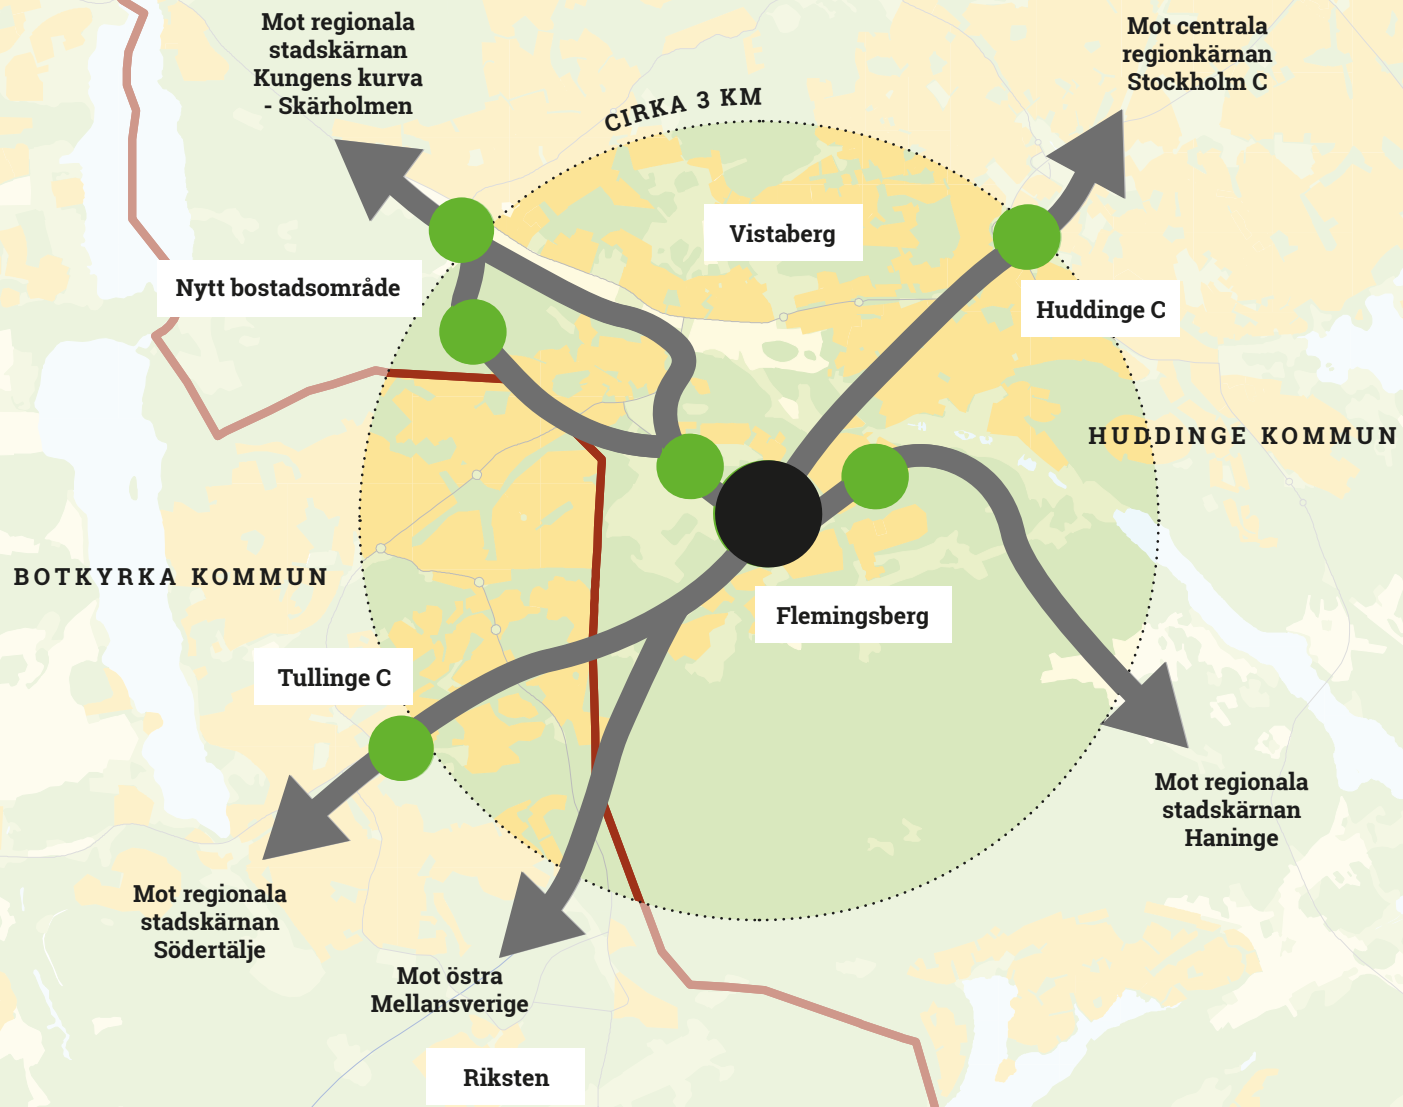 Mot regionala
stadskärnan
Kungens kurva
- Skärholmen
Mot centrala
regionkärnan
Stockholm C
CIRKA 3 KM
Vistaberg
Nytt bostadsområde
Huddinge C
HUDDINGE KOMMUN
BOTKYRKA KOMMUN
Flemingsberg
Tullinge C
Mot regionala
stadskärnan
Haninge
Mot regionala
stadskärnan
Södertälje
Mot östra
Mellansverige
Riksten